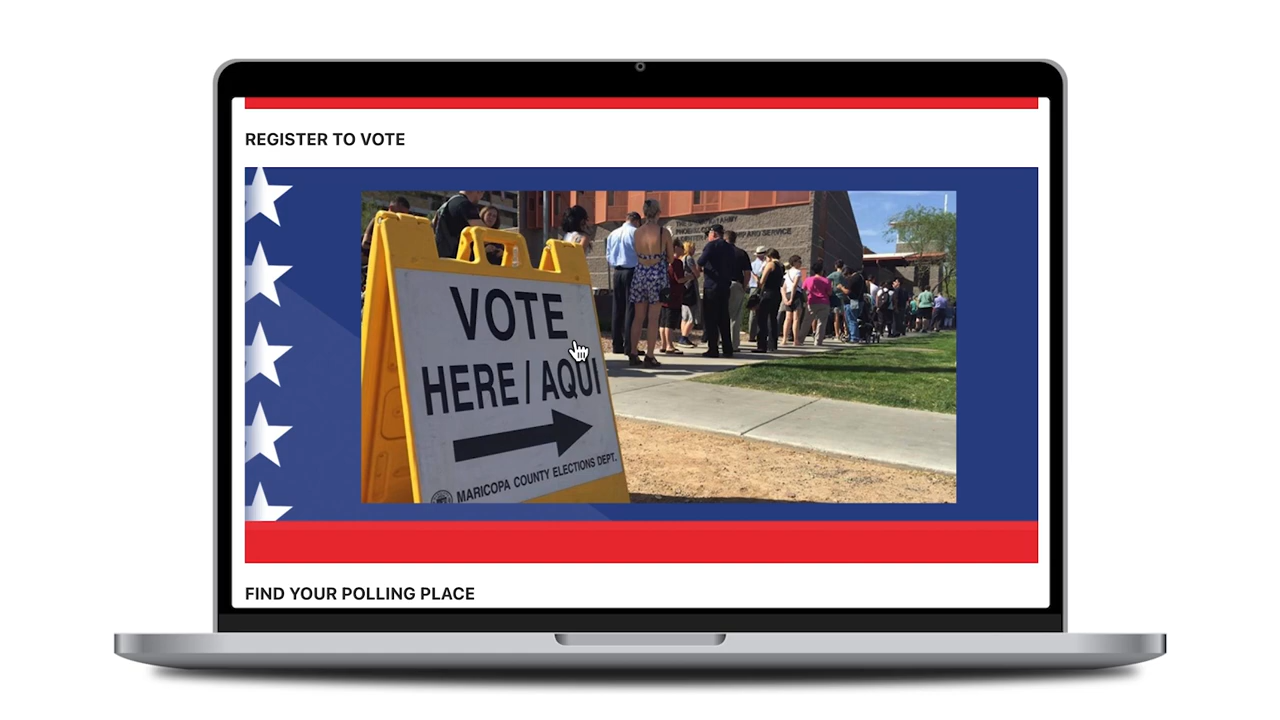 REGISTER TO VOTE
VOTE
HERE / AQUI
MARICOPA COUNTY ELECTIONS DEPT.
FIND YOUR POLLING PLACE